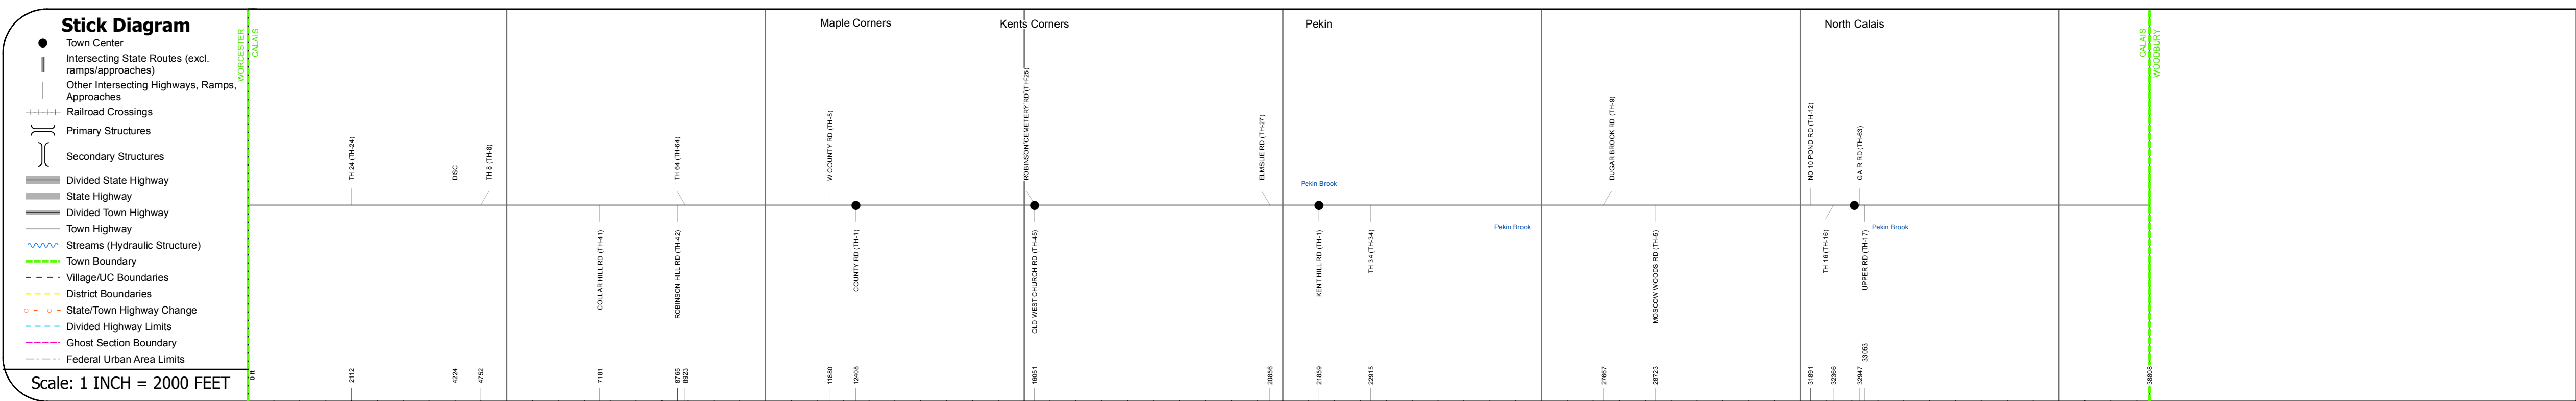 Stick Diagram
Town Center
Intersecting State Routes (excl.
ramps/approaches)
Other Intersecting Highways, Ramps,
Approaches
Railroad Crossings
Primary Structures
Secondary Structures
Divided State Highway
State Highway
Divided Town Highway
Town Highway
Streams (Hydraulic Structure)
Town Boundary
Village/UC Boundaries
District Boundaries
State/Town Highway Change
Divided Highway Limits
Ghost Section Boundary
Federal Urban Area Limits
Scale: 1 INCH = 2000 FEET
WORCESTER
CALAIS
Maple Corners
Kents Corners
Pekin
North Calais
CALAIS
WOODBURY
TH 24 (TH-24)
DISC
TH 8 (TH-8)
TH 64 (TH-64)
W COUNTY RD (TH-5)
ROBINSON CEMETERY RD (TH-25)
ELMSLIE RD (TH-27)
DUGAR BROOK RD (TH-9)
NO 10 POND RD (TH-12)
G A R RD (TH-63)
Pekin Brook
Pekin Brook
Pekin Brook
COLLAR HILL RD (TH-41)
ROBINSON HILL RD (TH-42)
COUNTY RD (TH-1)
OLD WEST CHURCH RD (TH-45)
KENT HILL RD (TH-1)
TH 34 (TH-34)
MOSCOW WOODS RD (TH-5)
TH 16 (TH-16)
UPPER RD (TH-17)
0 ft
2112
4224
4752
7181
8765
8923
11880
12408
16051
20856
21859
22915
27667
28723
31891
32366
32947
33053
38808